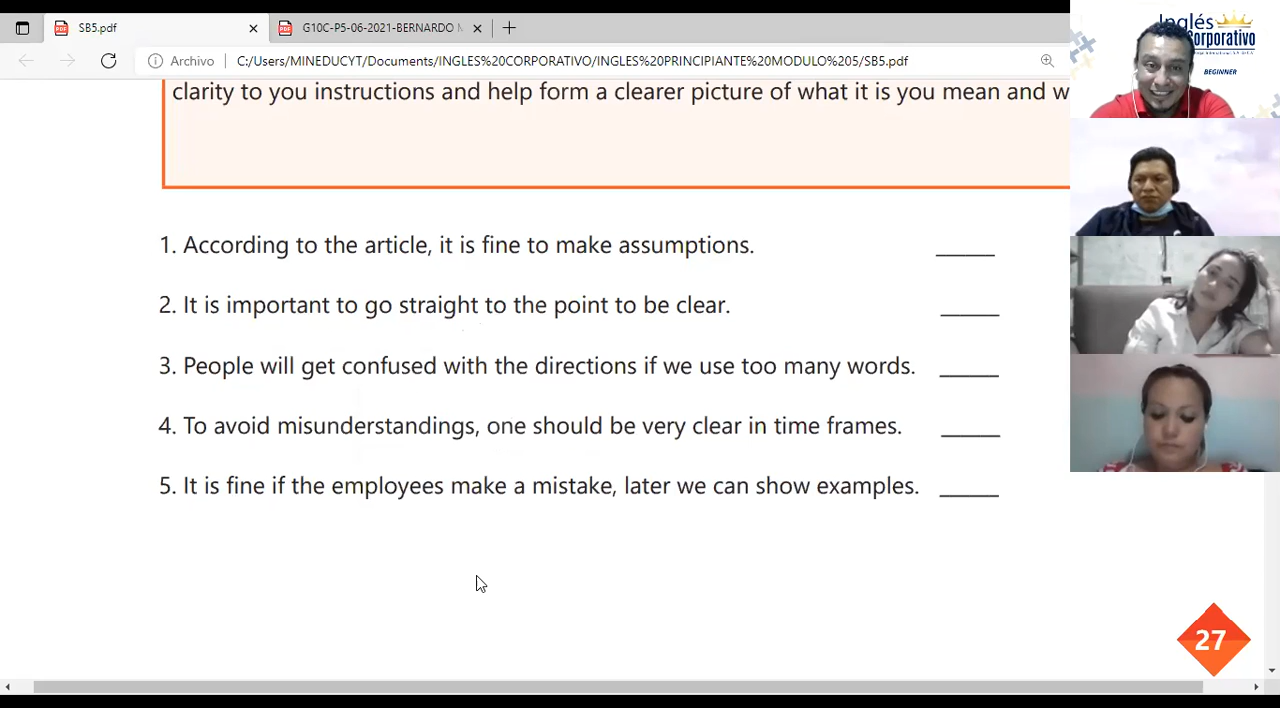 SB5.pdf
G10C-P5-06-2021-BERNARDO
Archivo
C:/Users/MINEDUCYT/Documents/INGLES%20CORPORATIVO/INGLES%20PRINCIPIANTE%20MODULO%205/SB5.pdf
Inglés
Corporativo
BEGINNER
clarity to you instructions and help form a clearer picture of what it is you mean and w
1. According to the article, it is fine to make assumptions. _____
2. It is important to go straight to the point to be clear. _____
3. People will get confused with the directions if we use too many words. _____
4. To avoid misunderstandings, one should be very clear in time frames. _____
5. It is fine if the employees make a mistake, later we can show examples. _____
27